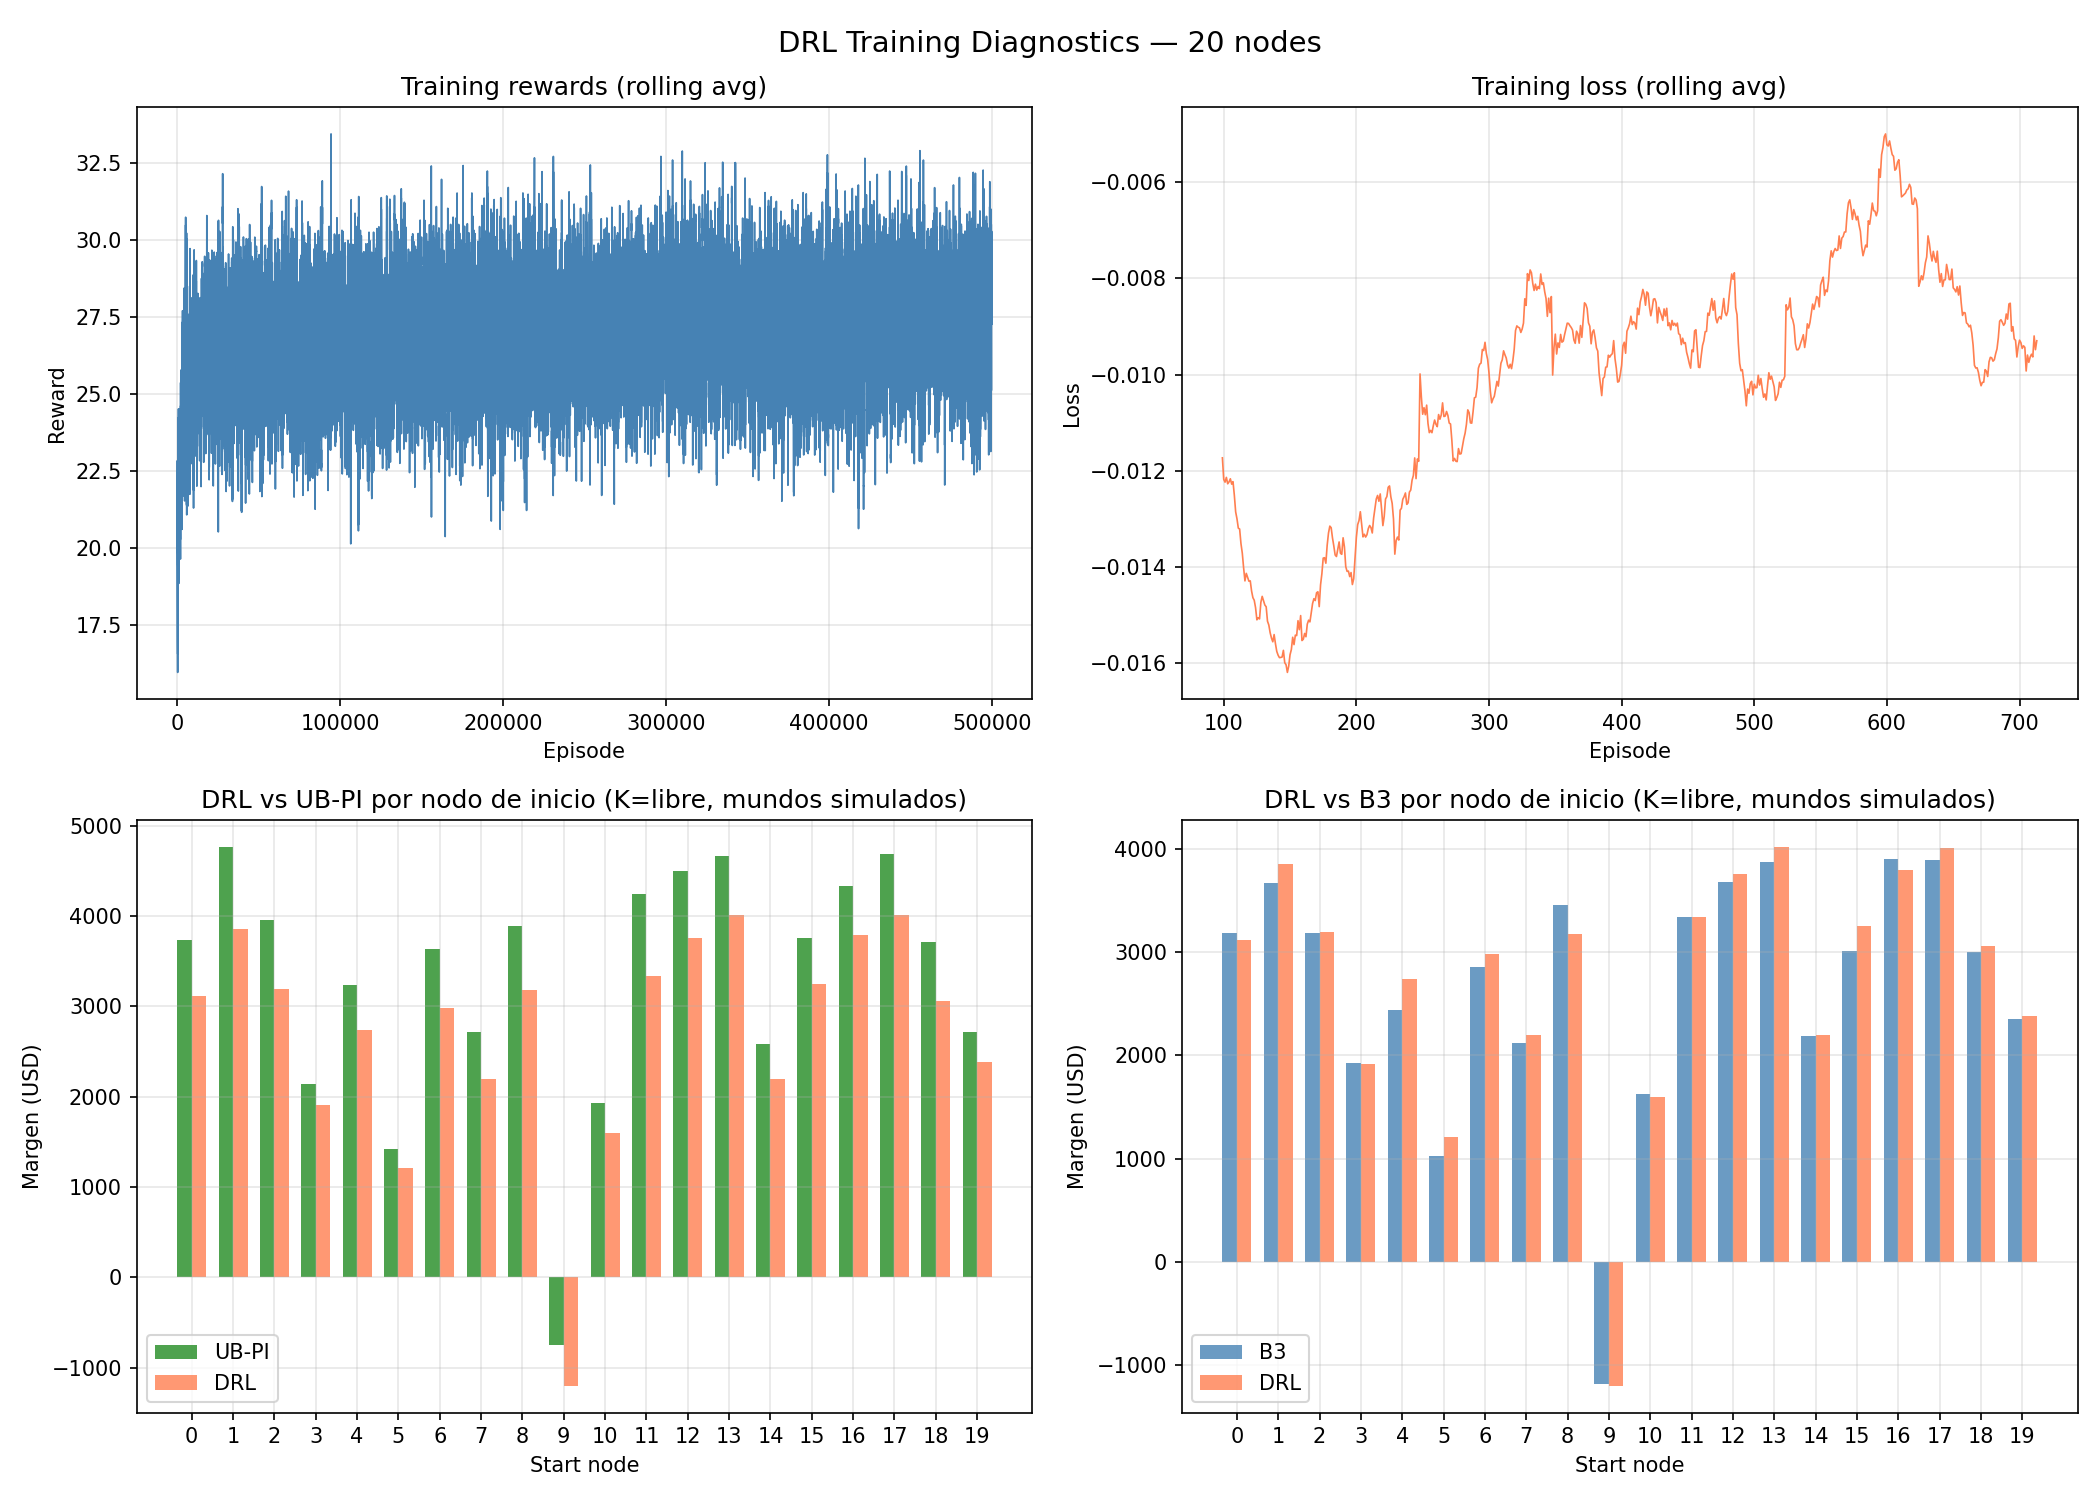 DRL Training Diagnostics — 20 nodes
Training rewards (rolling avg)
32.5
30.0
27.5
25.0
22.5
20.0
17.5
Reward
0 100000 200000 300000 400000 500000
Episode
Training loss (rolling avg)
−0.006
−0.008
−0.010
−0.012
−0.014
−0.016
Loss
100 200 300 400 500 600 700
Episode
DRL vs UB-PI por nodo de inicio (K=libre, mundos simulados)
5000
4000
3000
2000
1000
0
−1000
Margen (USD)
UB-PI
DRL
0 1 2 3 4 5 6 7 8 9 10 11 12 13 14 15 16 17 18 19
Start node
DRL vs B3 por nodo de inicio (K=libre, mundos simulados)
4000
3000
2000
1000
0
−1000
Margen (USD)
B3
DRL
0 1 2 3 4 5 6 7 8 9 10 11 12 13 14 15 16 17 18 19
Start node